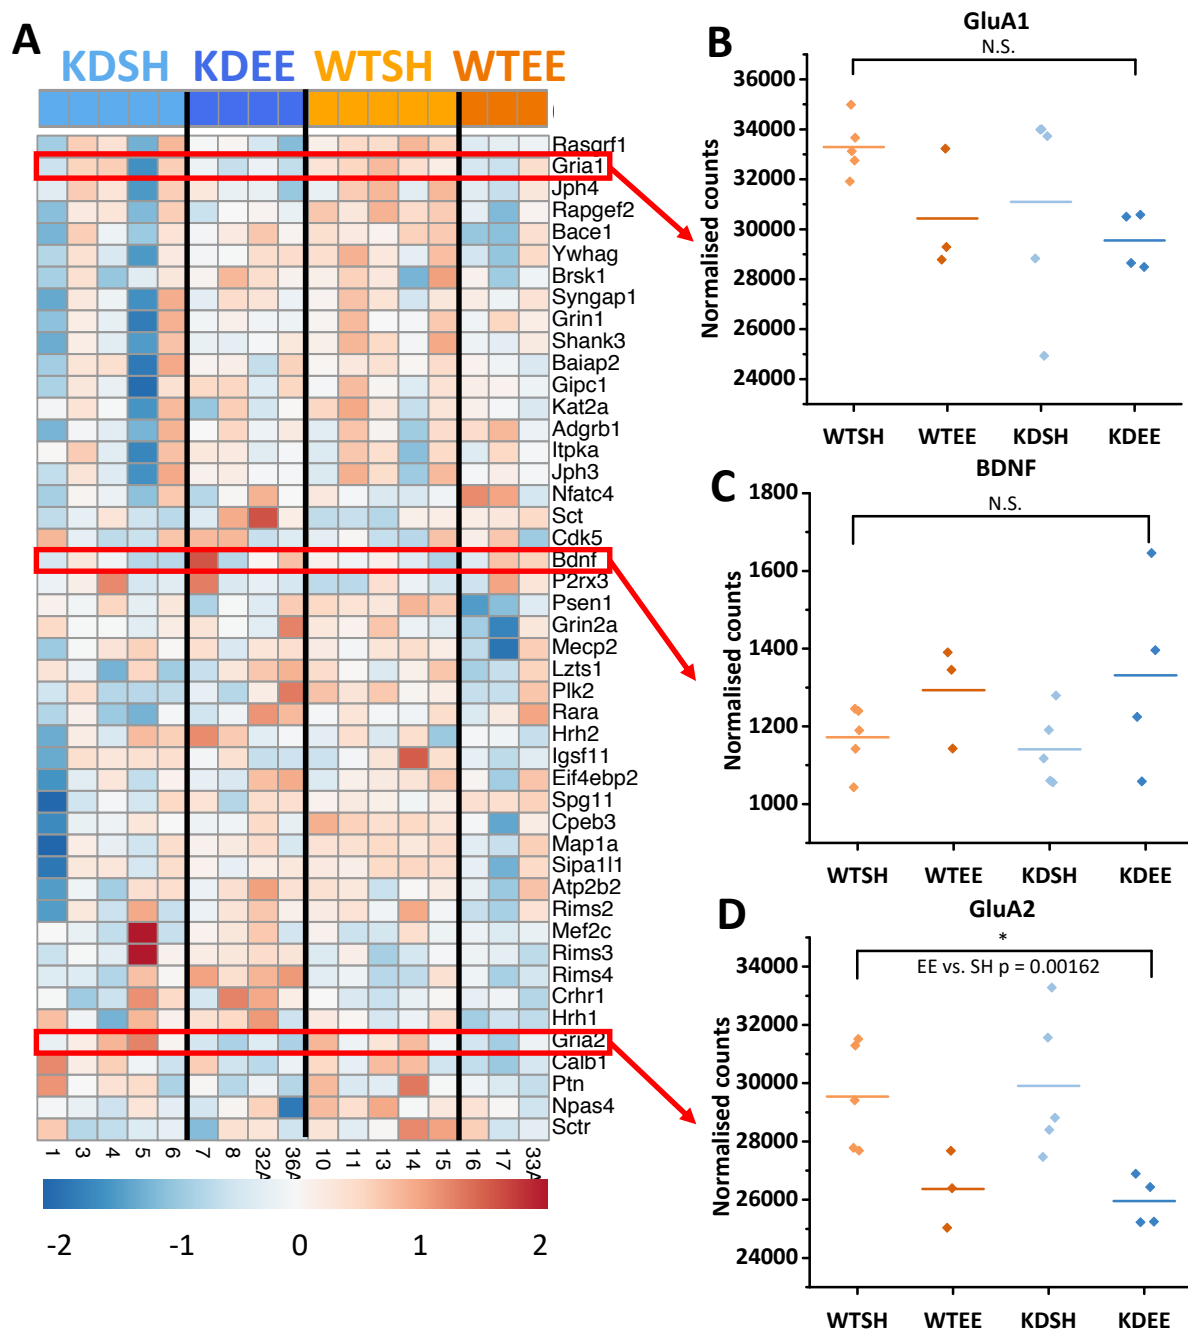 A
KDSH KDEE WTSH WTEE
Rasgrf1
Gria1
Jph4
Rapgef2
Bace1
Ywhag
Brsk1
Syngap1
Grin1
Shank3
Baiap2
Gipc1
Kat2a
Adgrb1
Itpka
Jph3
Nfatc4
Sct
Cdk5
Bdnf
P2rx3
Psen1
Grin2a
Mecp2
Lzts1
Plk2
Rara
Hrh2
Igsf11
Eif4ebp2
Spg11
Cpeb3
Map1a
Sipa1l1
Atp2b2
Rims2
Mef2c
Rims3
Rims4
Crhr1
Hrh1
Gria2
Calb1
Ptn
Npas4
Sctr
1 3 4 5 6 7 8 32A 36A 10 11 13 14 15 16 17 33A
-2 -1 0 1 2
B
GluA1
N.S.
Normalised counts
36000
34000
32000
30000
28000
26000
24000
WTSH WTEE KDSH KDEE
C
BDNF
N.S.
Normalised counts
1800
1600
1400
1200
1000
WTSH WTEE KDSH KDEE
D
GluA2
*
EE vs. SH p = 0.00162
Normalised counts
34000
32000
30000
28000
26000
24000
WTSH WTEE KDSH KDEE